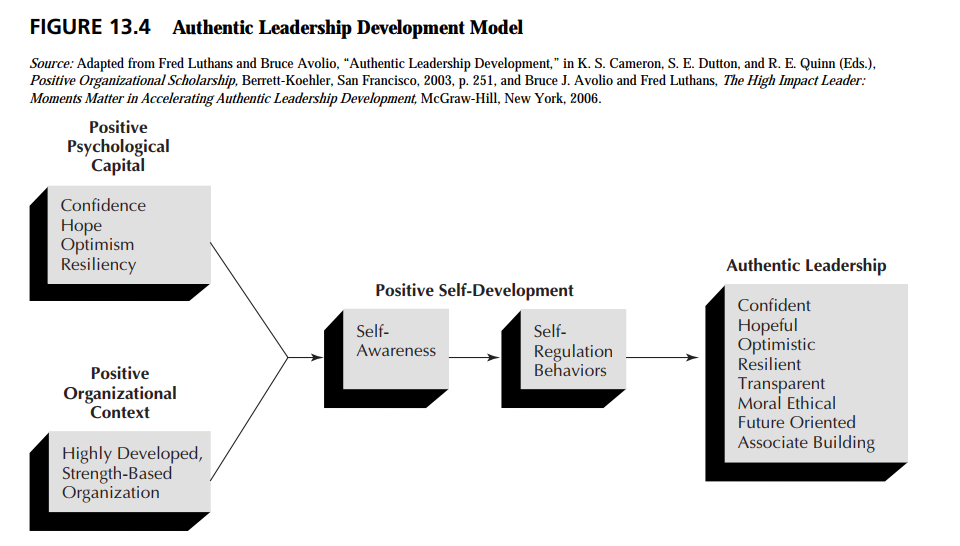 FIGURE 13.4 Authentic Leadership Development Model
Source: Adapted from Fred Luthans and Bruce Avolio, “Authentic Leadership Development,” in K. S. Cameron, S. E. Dutton, and R. E. Quinn (Eds.),
Positive Organizational Scholarship, Berrett-Koehler, San Francisco, 2003, p. 251, and Bruce J. Avolio and Fred Luthans, The High Impact Leader:
Moments Matter in Accelerating Authentic Leadership Development, McGraw-Hill, New York, 2006.
Positive
Psychological
Capital
Confidence
Hope
Optimism
Resiliency
Positive
Organizational
Context
Highly Developed,
Strength-Based
Organization
Positive Self-Development
Self-
Awareness
Self-
Regulation
Behaviors
Authentic Leadership
Confident
Hopeful
Optimistic
Resilient
Transparent
Moral Ethical
Future Oriented
Associate Building